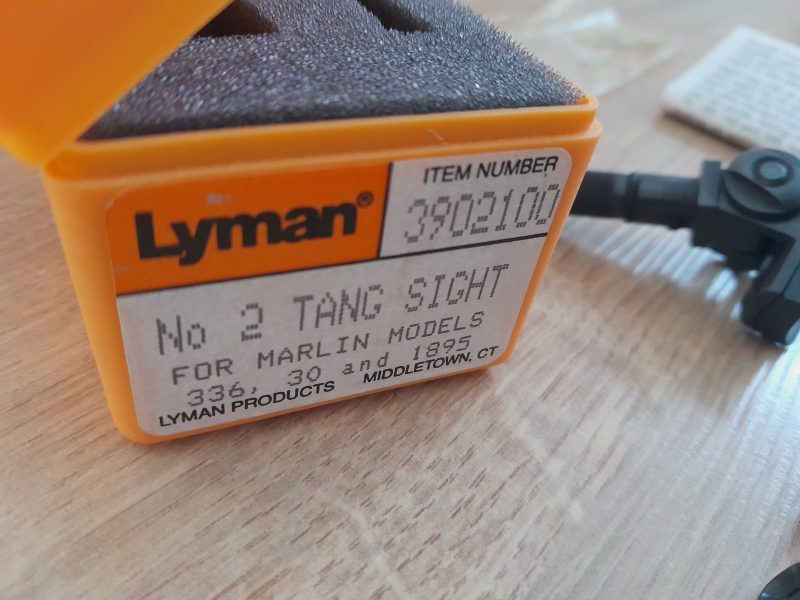 Lyman®
ITEM NUMBER
3902100
No 2 TANG SIGHT
FOR MARLIN MODELS
336, 30 and 1895
LYMAN PRODUCTS MIDDLETOWN, CT